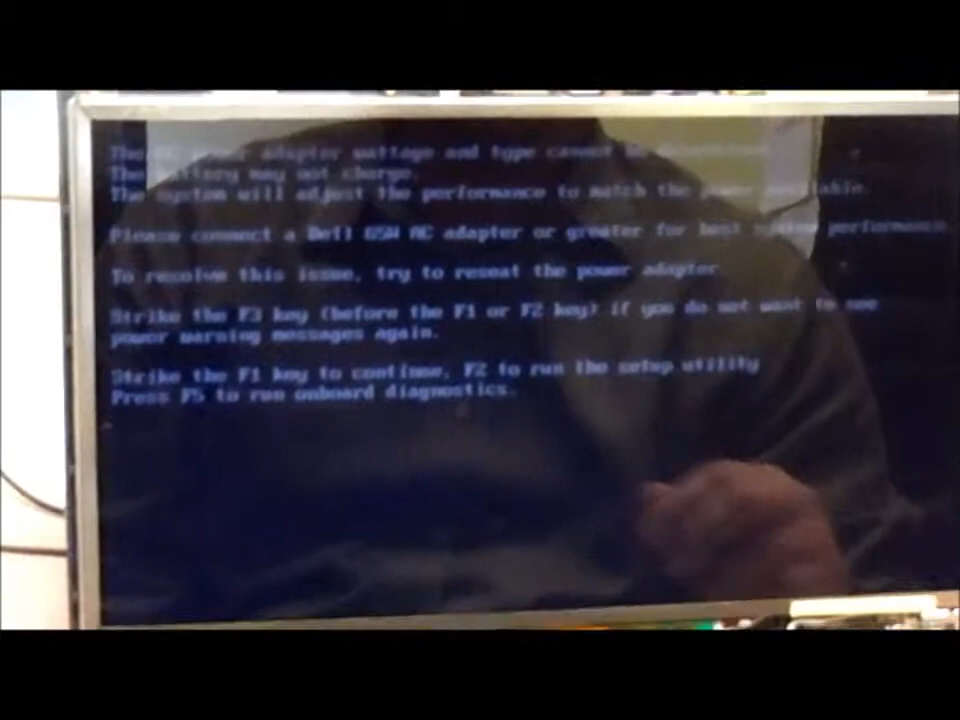 The AC power adapter wattage and type cannot be determined.
The battery may not charge.
The system will adjust the performance to match the power available.
Please connect a Dell 65W AC adapter or greater for best system performance.
To resolve this issue, try to reseat the power adapter.
Strike the F3 key (before the F1 or F2 key) if you do not want to see
power warning messages again.
Strike the F1 key to continue, F2 to run the setup utility
Press F5 to run onboard diagnostics.